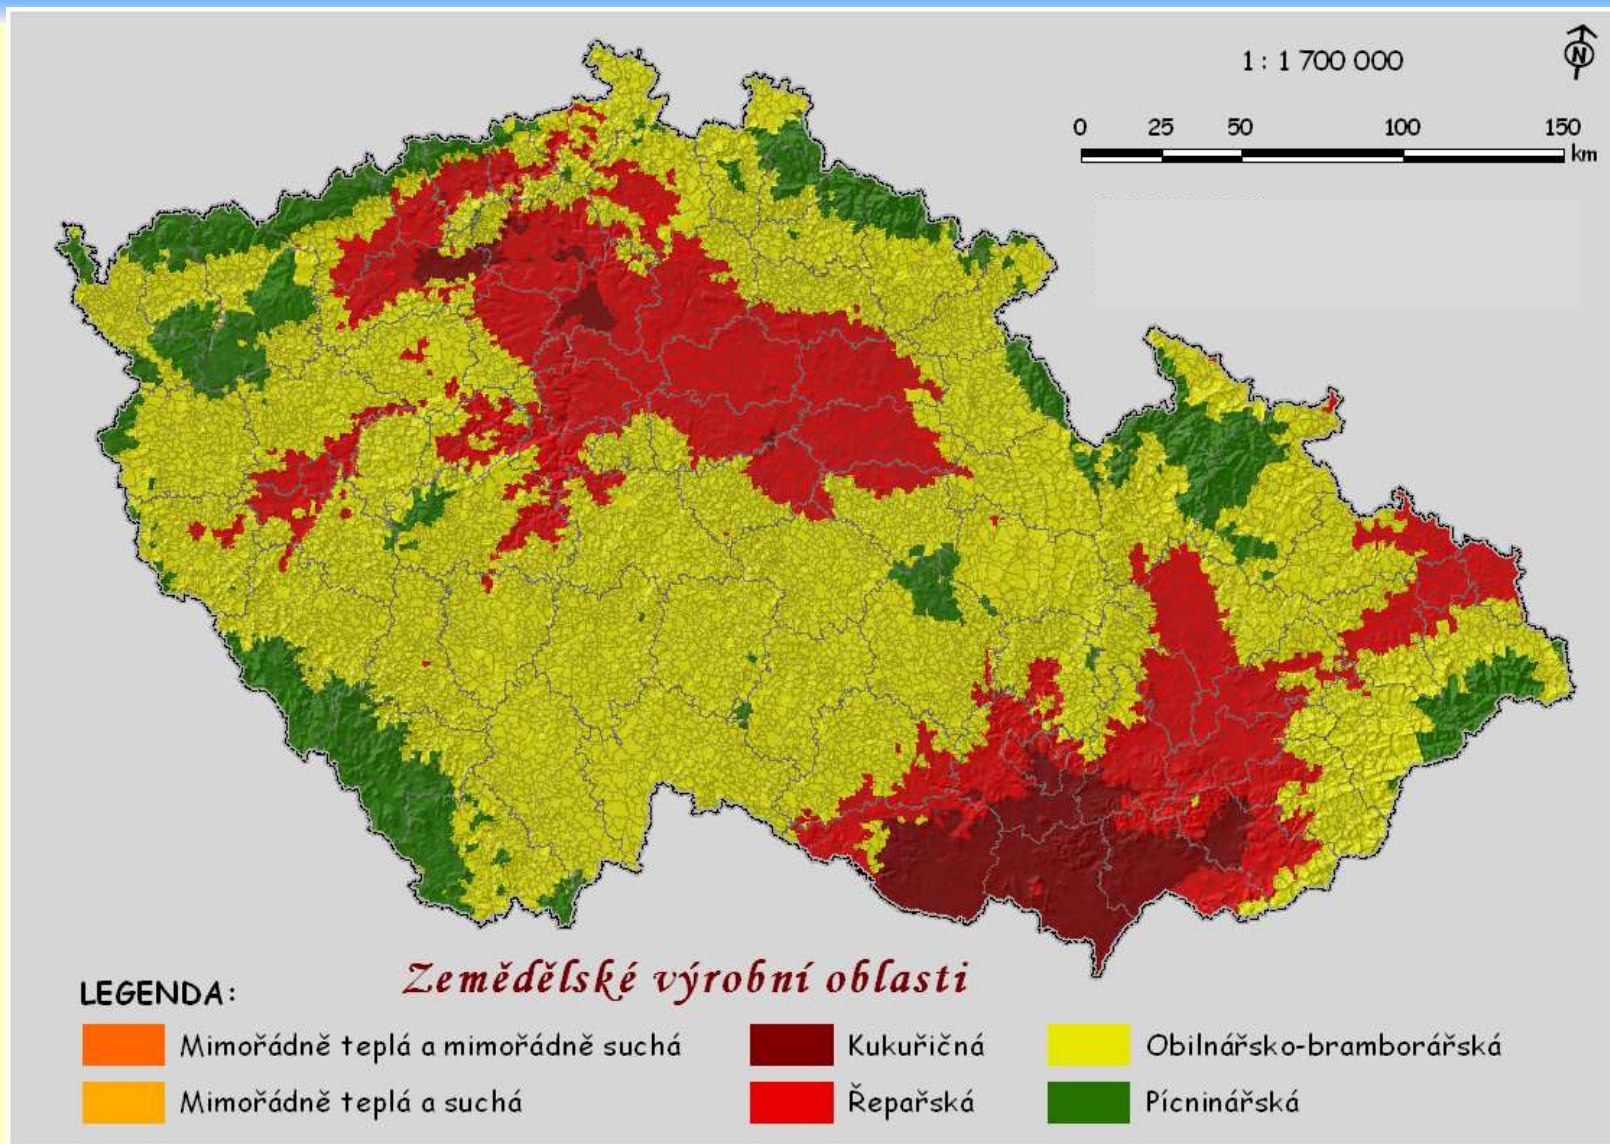 1 : 1 700 000
N
0 25 50 100 150
km
Zemědělské výrobní oblasti
LEGENDA:
Mimořádně teplá a mimořádně suchá
Kukuřičná
Obilnářsko-bramborářská
Mimořádně teplá a suchá
Řepařská
Pícninářská